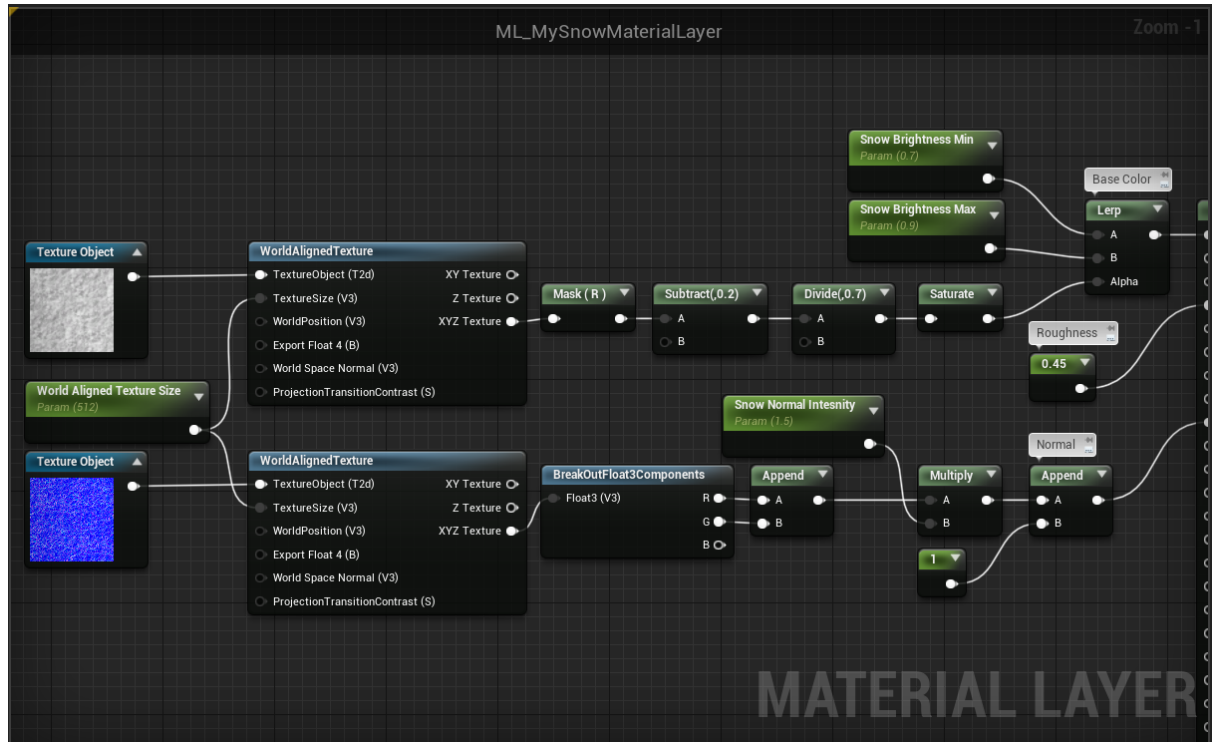 ML_MySnowMaterialLayer
Zoom -1
Snow Brightness Min
Param (0.7)
Snow Brightness Max
Param (0.9)
Base Color
Lerp
A
B
Alpha
Texture Object
WorldAlignedTexture
TextureObject (T2d)
XY Texture
TextureSize (V3)
Z Texture
WorldPosition (V3)
XYZ Texture
Export Float 4 (B)
World Space Normal (V3)
ProjectionTransitionContrast (S)
Mask ( R )
Subtract(,0.2)
A
B
Divide(,0.7)
A
B
Saturate
Roughness
0.45
World Aligned Texture Size
Param (512)
Snow Normal Intesnity
Param (1.5)
Texture Object
WorldAlignedTexture
TextureObject (T2d)
XY Texture
TextureSize (V3)
Z Texture
WorldPosition (V3)
XYZ Texture
Export Float 4 (B)
World Space Normal (V3)
ProjectionTransitionContrast (S)
BreakOutFloat3Components
Float3 (V3)
R
G
B
Append
A
B
Multiply
A
B
1
Normal
Append
A
B
MATERIAL LAYER